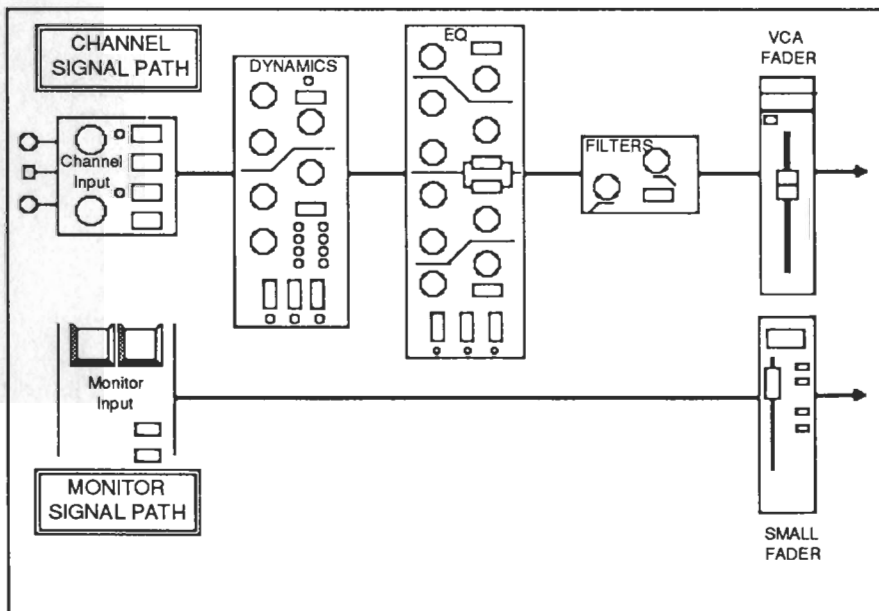 CHANNEL
SIGNAL PATH
DYNAMICS
EQ
VCA
FADER
Channel
Input
FILTERS
Monitor
Input
MONITOR
SIGNAL PATH
SMALL
FADER